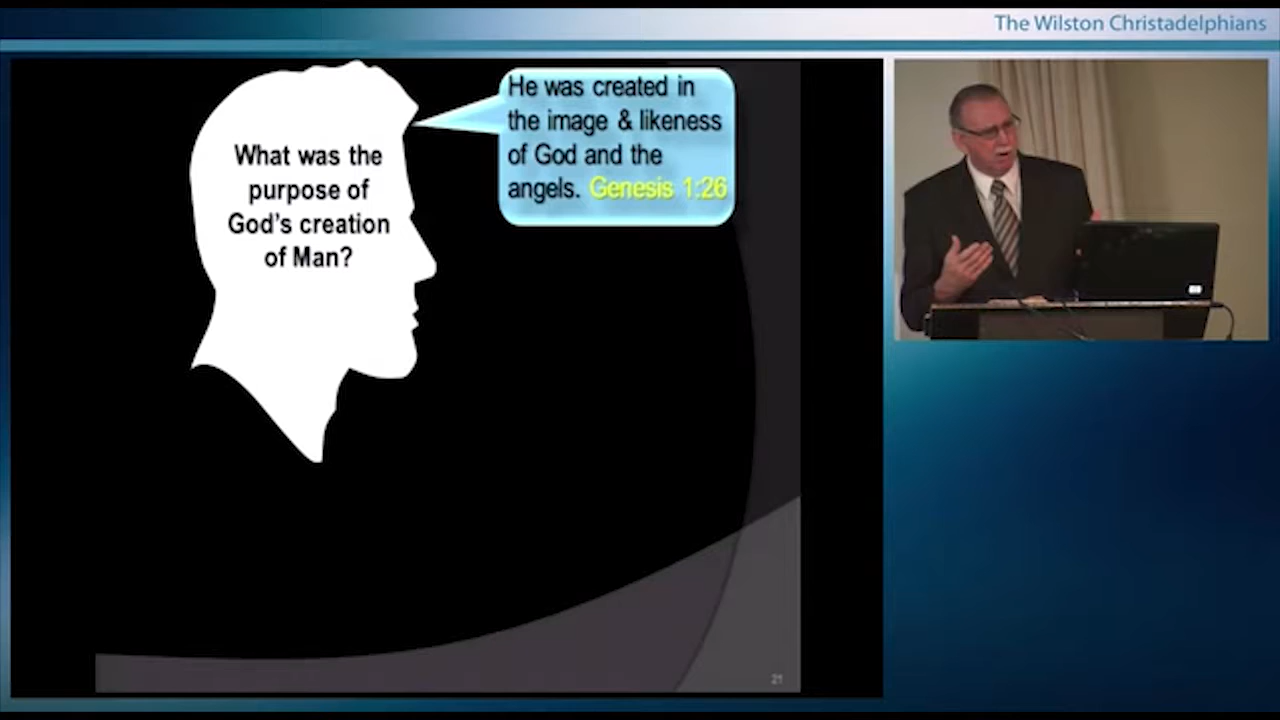 The Wilston Christadelphians
What was the
purpose of
God's creation
of Man?
He was created in
the image & likeness
of God and the
angels. Genesis 1:26
21